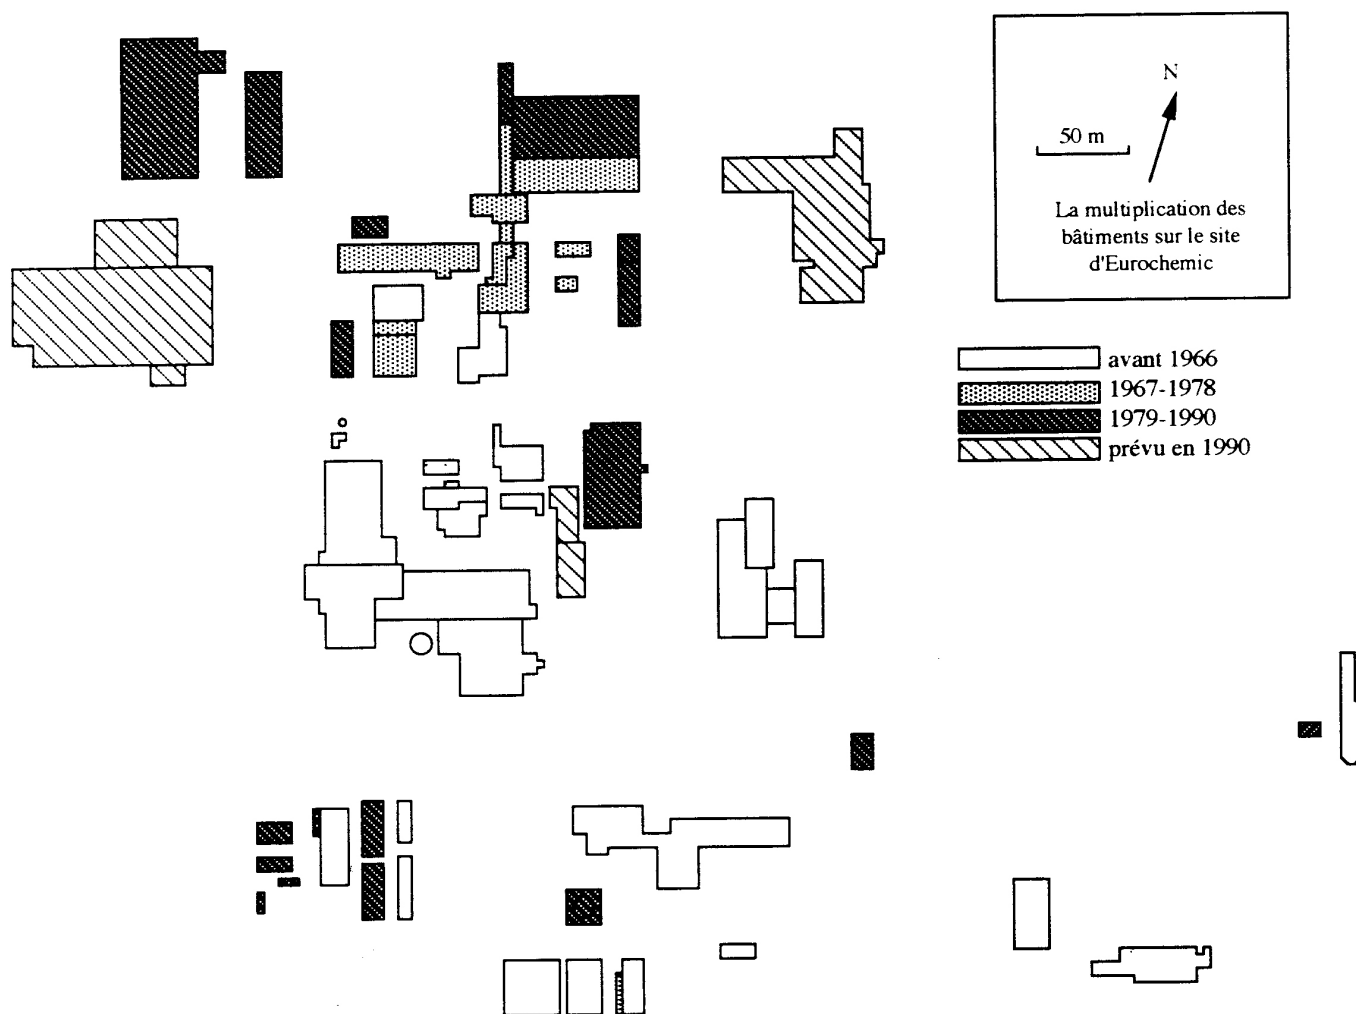 N
50 m
La multiplication des
bâtiments sur le site
d'Eurochemic
avant 1966
1967-1978
1979-1990
prévu en 1990